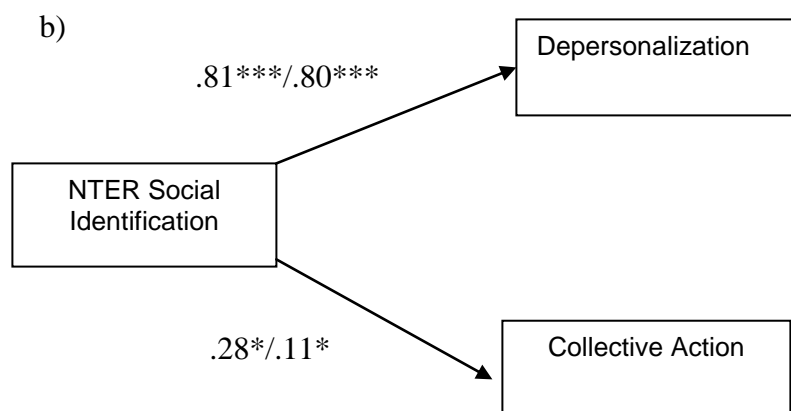 b)
Depersonalization
.81***/.80***
NTER Social
Identification
.28*/.11*
Collective Action